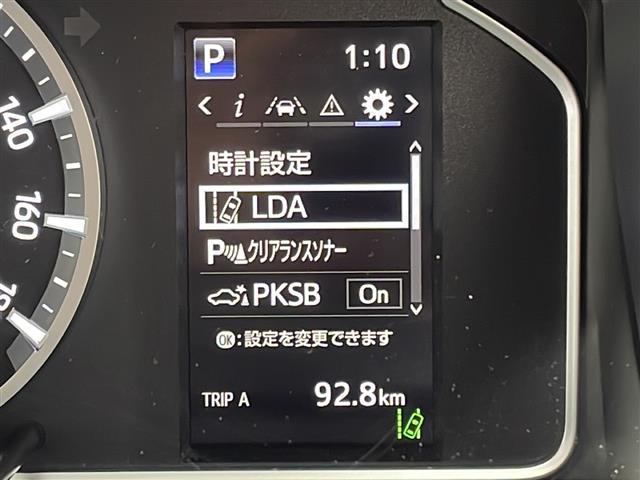 P 1:10
140
160
時計設定
LDA
Pクリアランスソナー
PKSB On
OK:設定を変更できます
TRIP A 92.8km